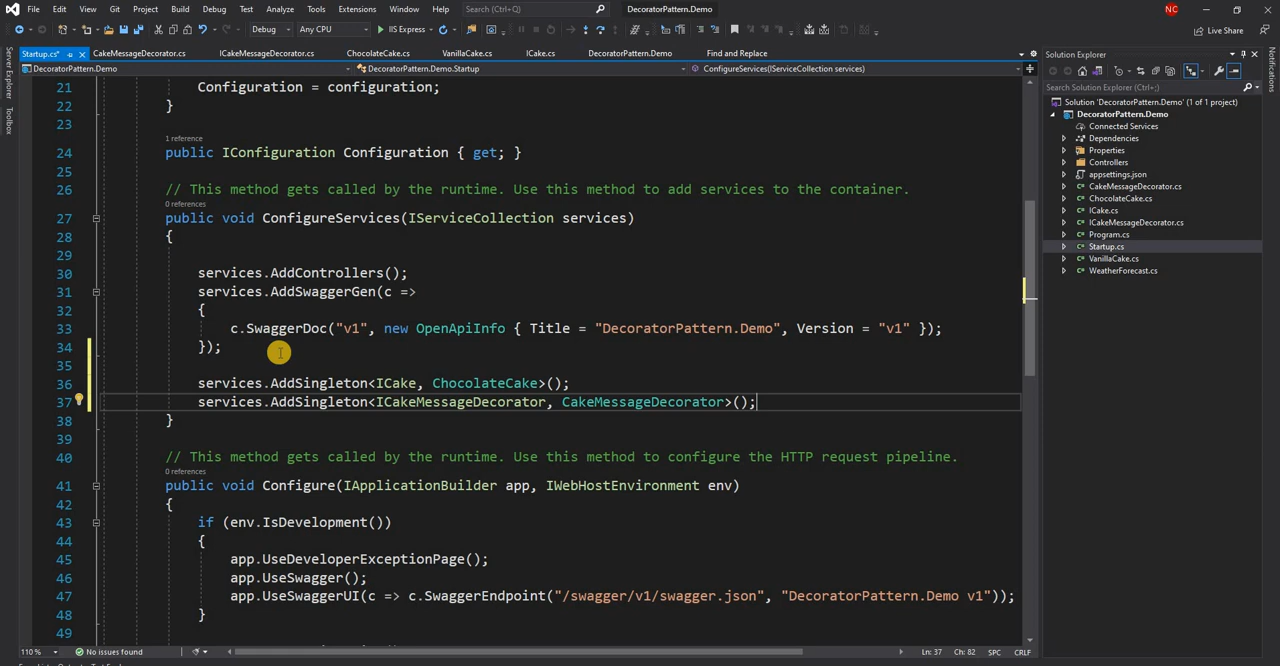 File Edit View Git Project Build Debug Test Analyze Tools Extensions Window Help Search (Ctrl+Q) DecoratorPattern.Demo NC
Debug Any CPU IIS Express Live Share
Startup.cs* CakeMessageDecorator.cs ICakeMessageDecorator.cs ChocolateCake.cs VanillaCake.cs ICake.cs DecoratorPattern.Demo Find and Replace
DecoratorPattern.Demo DecoratorPattern.Demo.Startup ConfigureServices(IServiceCollection services)
Server Explorer
Toolbox
21 Configuration = configuration;
22 }
23
1 reference
24 public IConfiguration Configuration { get; }
25
26 // This method gets called by the runtime. Use this method to add services to the container.
0 references
27 public void ConfigureServices(IServiceCollection services)
28 {
29
30 services.AddControllers();
31 services.AddSwaggerGen(c =>
32 {
33 c.SwaggerDoc("v1", new OpenApiInfo { Title = "DecoratorPattern.Demo", Version = "v1" });
34 });
35
36 services.AddSingleton<ICake, ChocolateCake>();
37 services.AddSingleton<ICakeMessageDecorator, CakeMessageDecorator>();
38 }
39
40 // This method gets called by the runtime. Use this method to configure the HTTP request pipeline.
0 references
41 public void Configure(IApplicationBuilder app, IWebHostEnvironment env)
42 {
43 if (env.IsDevelopment())
44 {
45 app.UseDeveloperExceptionPage();
46 app.UseSwagger();
47 app.UseSwaggerUI(c => c.SwaggerEndpoint("/swagger/v1/swagger.json", "DecoratorPattern.Demo v1"));
48 }
49
110 % No issues found Ln: 37 Ch: 82 SPC CRLF
Solution Explorer
Search Solution Explorer (Ctrl+;)
Solution 'DecoratorPattern.Demo' (1 of 1 project)
DecoratorPattern.Demo
Connected Services
Dependencies
Properties
Controllers
appsettings.json
CakeMessageDecorator.cs
ChocolateCake.cs
ICake.cs
ICakeMessageDecorator.cs
Program.cs
Startup.cs
VanillaCake.cs
WeatherForecast.cs
Notifications